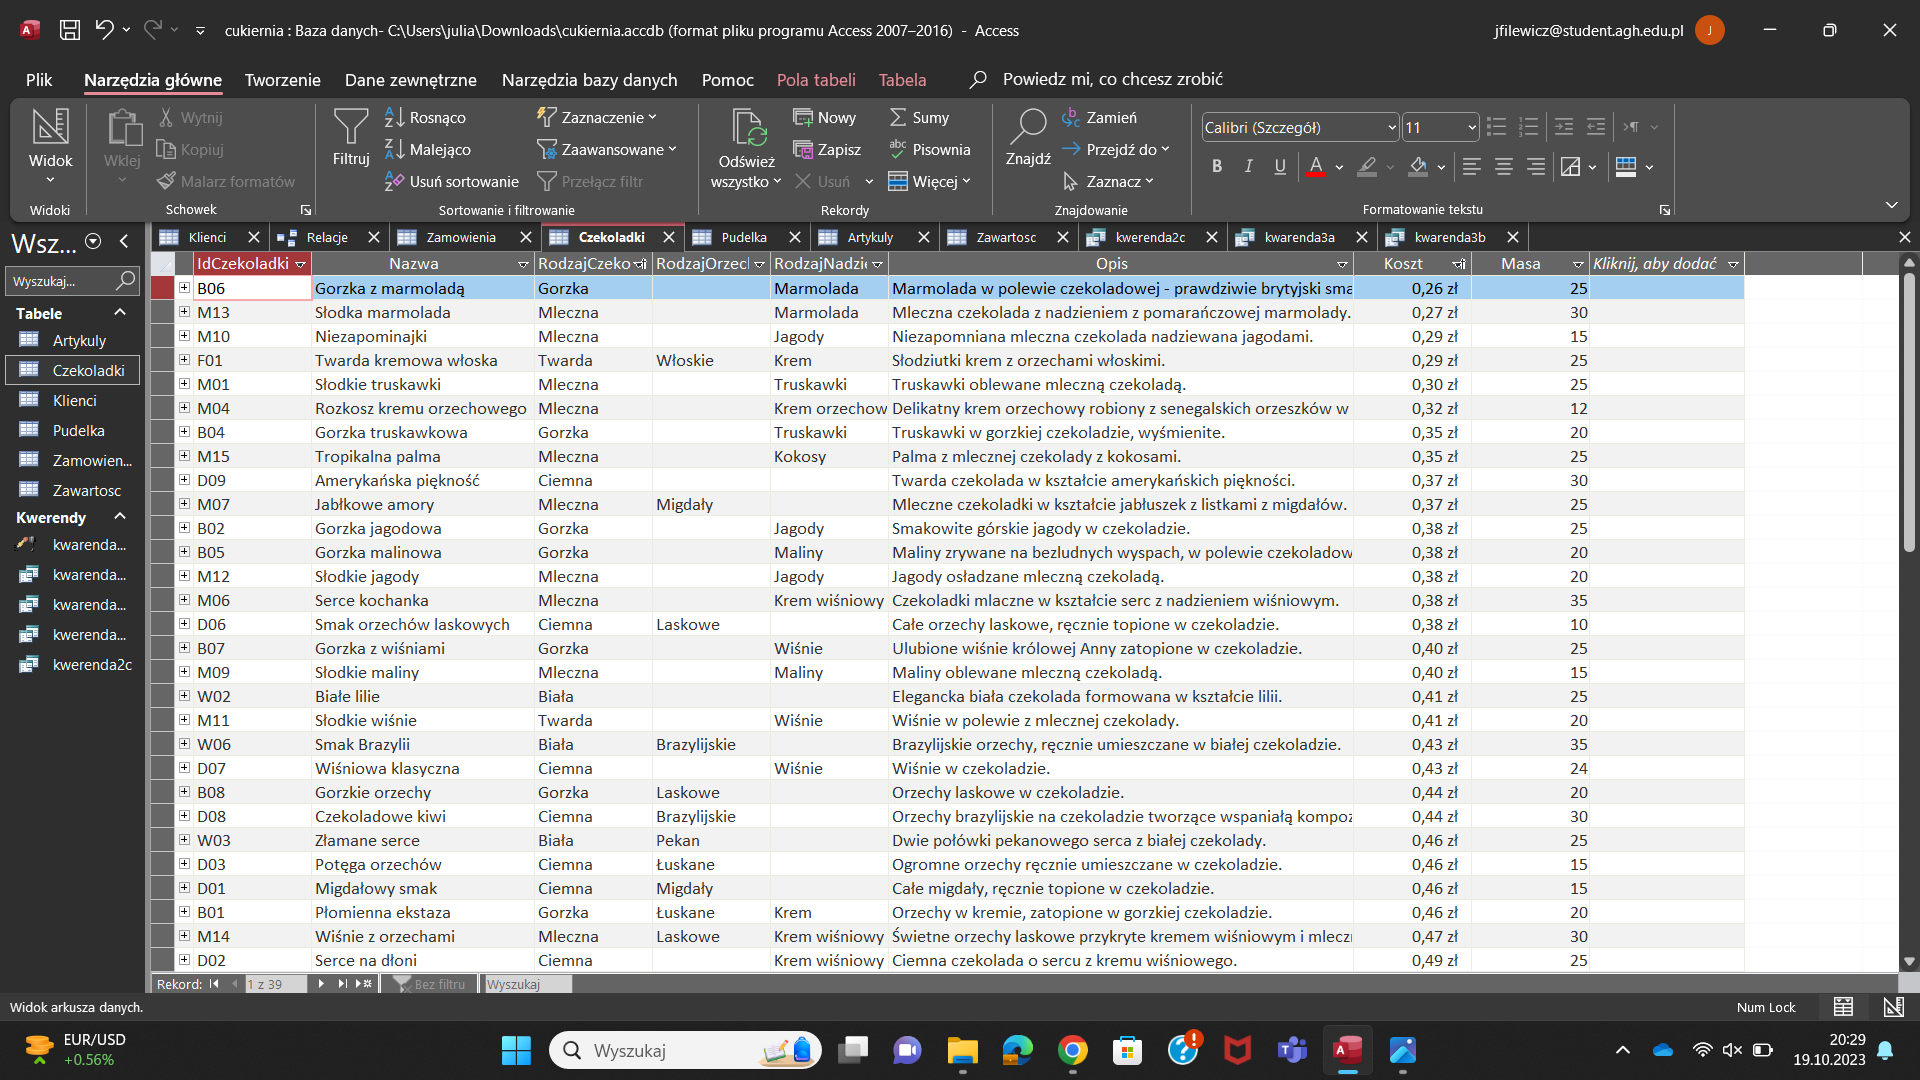 cukiernia : Baza danych- C:\Users\julia\Downloads\cukiernia.accdb (format pliku programu Access 2007–2016) - Access
jfilewicz@student.agh.edu.pl
J
Plik Narzędzia główne Tworzenie Dane zewnętrzne Narzędzia bazy danych Pomoc Pola tabeli Tabela Powiedz mi, co chcesz zrobić
Wytnij Rosnąco Zaznaczenie Nowy Sumy Zamień
Calibri (Szczegół) 11
Widok Wklej Kopiuj Filtruj Malejąco Zaawansowane Odśwież wszystko Zapisz Pisownia Znajdź Przejdź do
Malarz formatów Usuń sortowanie Przełącz filtr Usuń Więcej Zaznacz
B I U A
Widoki Schowek Sortowanie i filtrowanie Rekordy Znajdowanie Formatowanie tekstu
Wsz...
Wyszukaj...
Tabele
Artykuly
Czekoladki
Klienci
Pudelka
Zamowien...
Zawartosc
Kwerendy
kwarenda...
kwarenda...
kwarenda...
kwerenda...
kwerenda2c
Klienci Relacje Zamowienia Czekoladki Pudelka Artykuly Zawartosc kwerenda2c kwarenda3a kwarenda3b
IdCzekoladki Nazwa RodzajCzeko RodzajOrzecl RodzajNadzie Opis Koszt Masa Kliknij, aby dodać
B06 Gorzka z marmoladą Gorzka Marmolada Marmolada w polewie czekoladowej - prawdziwie brytyjski sma 0,26 zł 25
M13 Słodka marmolada Mleczna Marmolada Mleczna czekolada z nadzieniem z pomarańczowej marmolady. 0,27 zł 30
M10 Niezapominajki Mleczna Jagody Niezapomniana mleczna czekolada nadziewana jagodami. 0,29 zł 15
F01 Twarda kremowa włoska Twarda Włoskie Krem Słodziutki krem z orzechami włoskimi. 0,29 zł 25
M01 Słodkie truskawki Mleczna Truskawki Truskawki oblewane mleczną czekoladą. 0,30 zł 25
M04 Rozkosz kremu orzechowego Mleczna Krem orzechow Delikatny krem orzechowy robiony z senegalskich orzeszków w 0,32 zł 12
B04 Gorzka truskawkowa Gorzka Truskawki Truskawki w gorzkiej czekoladzie, wyśmienite. 0,35 zł 20
M15 Tropikalna palma Mleczna Kokosy Palma z mlecznej czekolady z kokosami. 0,35 zł 25
D09 Amerykańska piękność Ciemna Twarda czekolada w kształcie amerykańskich piękności. 0,37 zł 30
M07 Jabłkowe amory Mleczna Migdały Mleczne czekoladki w kształcie jabłuszek z listkami z migdałów. 0,37 zł 25
B02 Gorzka jagodowa Gorzka Jagody Smakowite górskie jagody w czekoladzie. 0,38 zł 25
B05 Gorzka malinowa Gorzka Maliny Maliny zrywane na bezludnych wyspach, w polewie czekoladow 0,38 zł 20
M12 Słodkie jagody Mleczna Jagody Jagody osładzane mleczną czekoladą. 0,38 zł 20
M06 Serce kochanka Mleczna Krem wiśniowy Czekoladki mlaczne w kształcie serc z nadzieniem wiśniowym. 0,38 zł 35
D06 Smak orzechów laskowych Ciemna Laskowe Całe orzechy laskowe, ręcznie topione w czekoladzie. 0,38 zł 10
B07 Gorzka z wiśniami Gorzka Wiśnie Ulubione wiśnie królowej Anny zatopione w czekoladzie. 0,40 zł 25
M09 Słodkie maliny Mleczna Maliny Maliny oblewane mleczną czekoladą. 0,40 zł 15
W02 Białe lilie Biała Elegancka biała czekolada formowana w kształcie lilii. 0,41 zł 25
M11 Słodkie wiśnie Twarda Wiśnie Wiśnie w polewie z mlecznej czekolady. 0,41 zł 20
W06 Smak Brazylii Biała Brazylijskie Brazylijskie orzechy, ręcznie umieszczane w białej czekoladzie. 0,43 zł 35
D07 Wiśniowa klasyczna Ciemna Wiśnie Wiśnie w czekoladzie. 0,43 zł 24
B08 Gorzkie orzechy Gorzka Laskowe Orzechy laskowe w czekoladzie. 0,44 zł 20
D08 Czekoladowe kiwi Ciemna Brazylijskie Orzechy brazylijskie na czekoladzie tworzące wspaniałą kompoz 0,44 zł 30
W03 Złamane serce Biała Pekan Dwie połówki pekanowego serca z białej czekolady. 0,46 zł 25
D03 Potęga orzechów Ciemna Łuskane Ogromne orzechy ręcznie umieszczane w czekoladzie. 0,46 zł 15
D01 Migdałowy smak Ciemna Migdały Całe migdały, ręcznie topione w czekoladzie. 0,46 zł 15
B01 Płomienna ekstaza Gorzka Łuskane Krem Orzechy w kremie, zatopione w gorzkiej czekoladzie. 0,46 zł 20
M14 Wiśnie z orzechami Mleczna Laskowe Krem wiśniowy Świetne orzechy laskowe przykryte kremem wiśniowym i mleczn 0,47 zł 30
D02 Serce na dłoni Ciemna Krem wiśniowy Ciemna czekolada o sercu z kremu wiśniowego. 0,49 zł 25
Rekord: 1 z 39 Bez filtru Wyszukaj
Widok arkusza danych. Num Lock
EUR/USD
+0.56%
Wyszukaj
20:29
19.10.2023